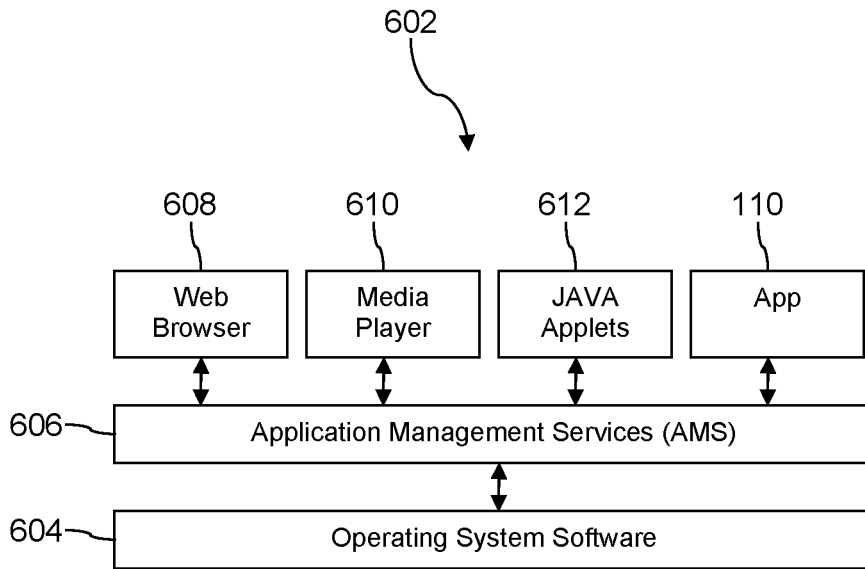 602
608
610
612
110
Web
Browser
Media
Player
JAVA
Applets
App
606
Application Management Services (AMS)
604
Operating System Software